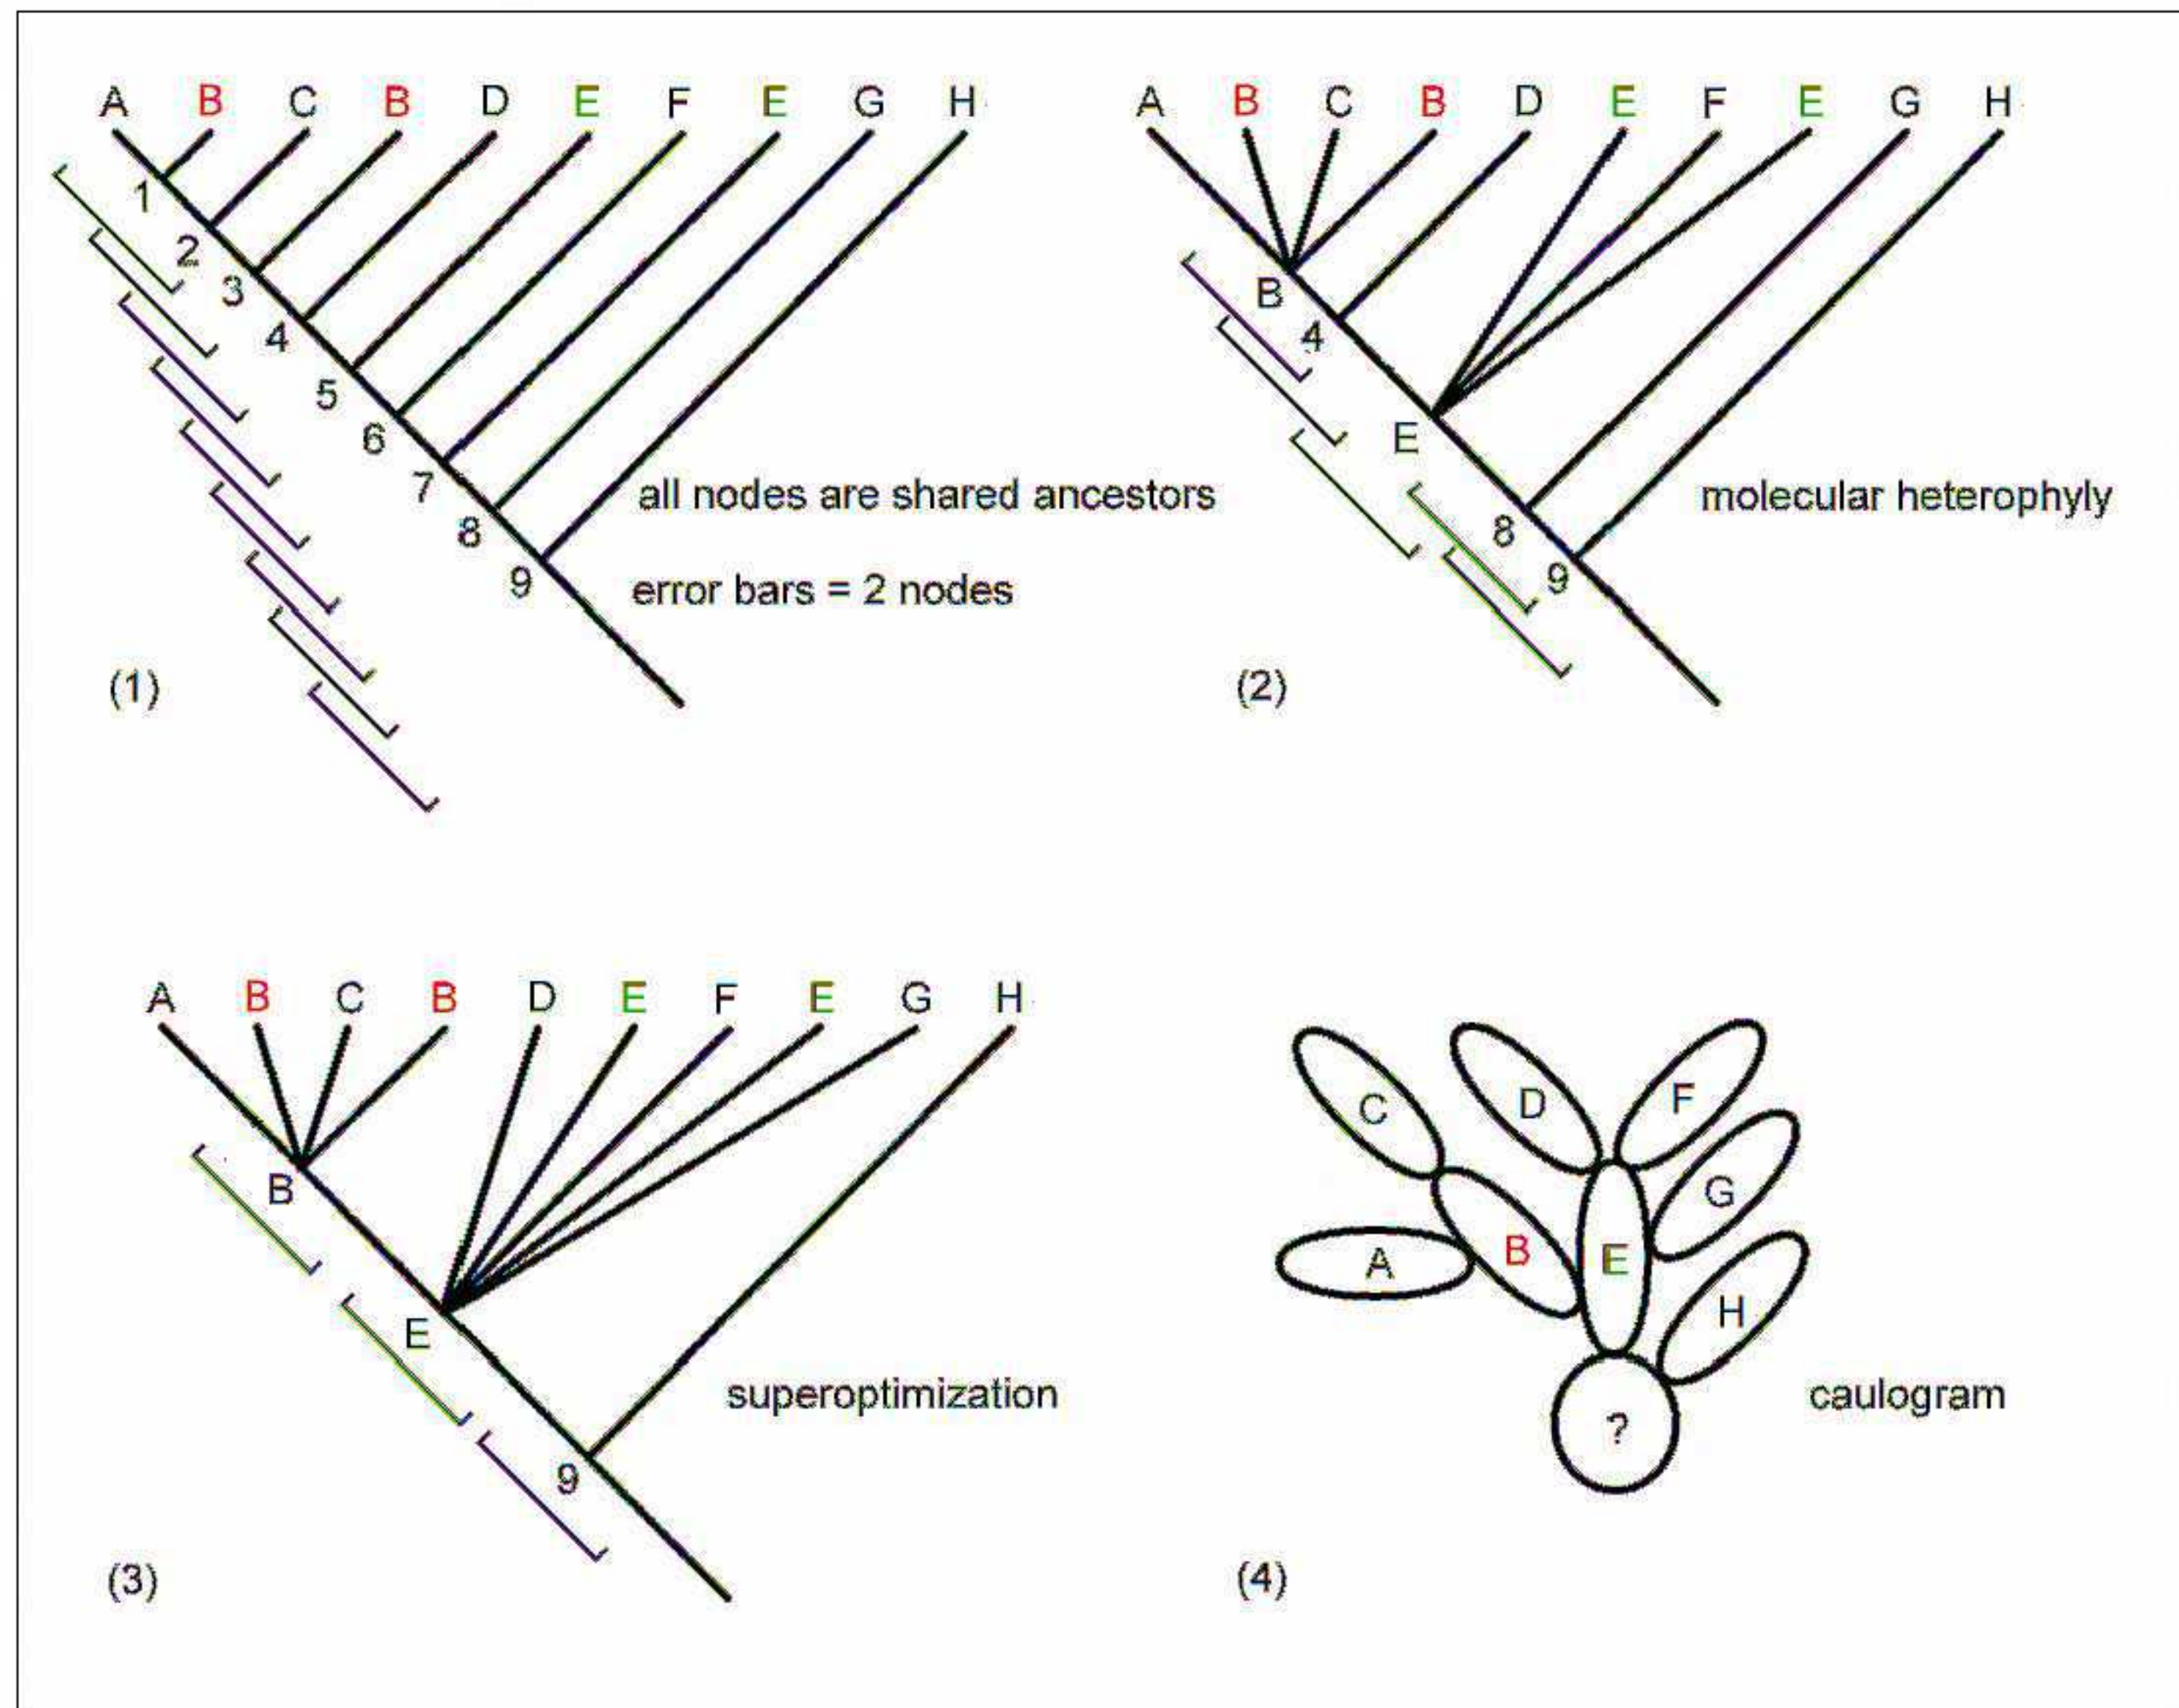 A B C B D E F E G H
1
2
3
4
5
6
7
8
9
all nodes are shared ancestors
error bars = 2 nodes
(1)
A B C B D E F E G H
B
4
E
8
9
molecular heterophyly
(2)
A B C B D E F E G H
B
E
9
superoptimization
(3)
C D F
G
A B E
H
?
caulogram
(4)